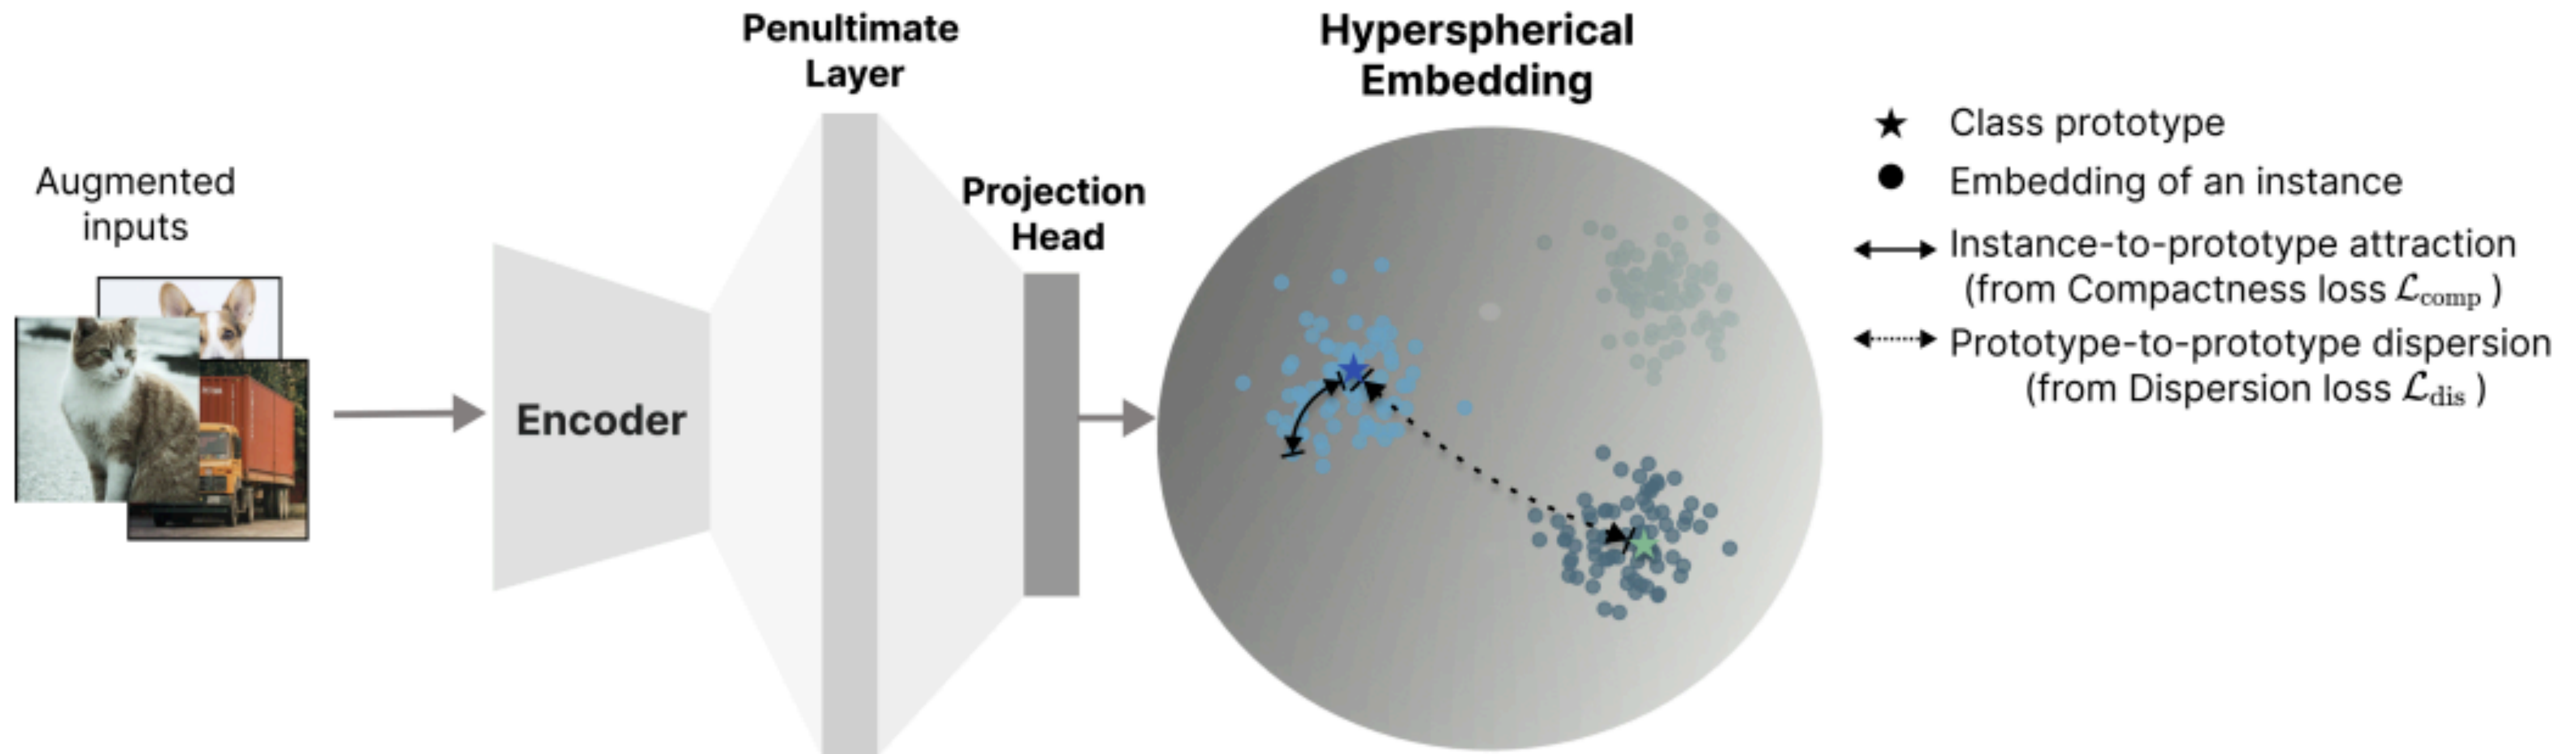 Augmented
inputs
Encoder
Penultimate
Layer
Projection
Head
Hyperspherical
Embedding
Class prototype
Embedding of an instance
Instance-to-prototype attraction
(from Compactness loss ℒcomp )
Prototype-to-prototype dispersion
(from Dispersion loss ℒdis )